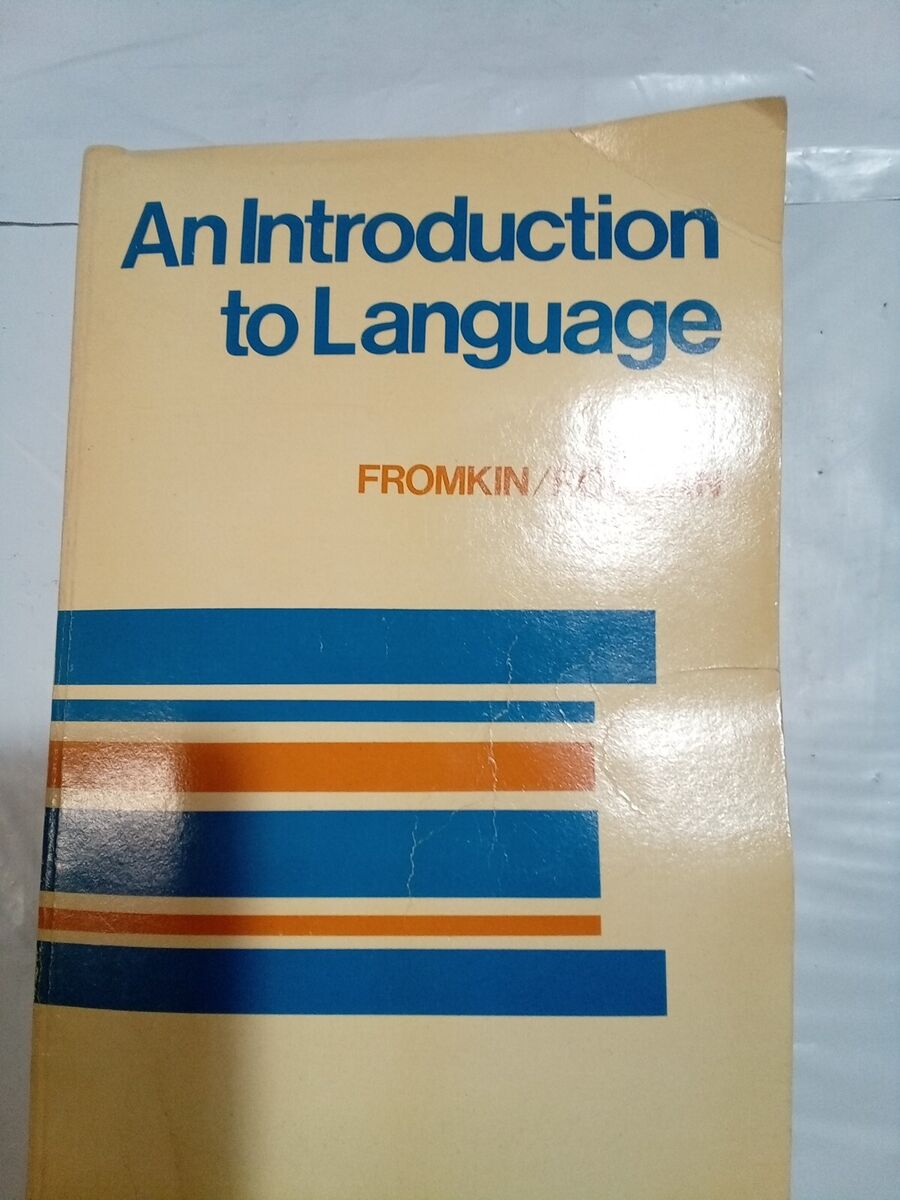 An Introduction
to Language
FROMKIN/